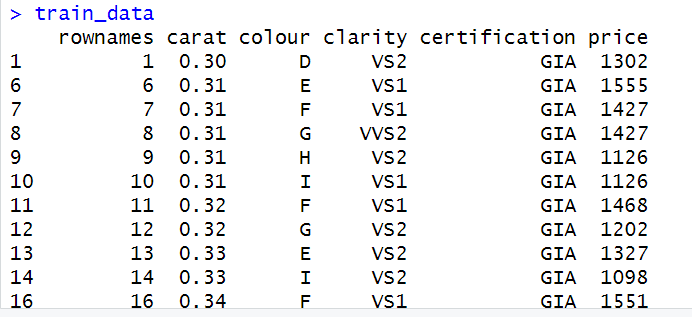 > train_data
rownames carat colour clarity certification price
1 1 0.30 D VS2 GIA 1302
6 6 0.31 E VS1 GIA 1555
7 7 0.31 F VS1 GIA 1427
8 8 0.31 G VVS2 GIA 1427
9 9 0.31 H VS2 GIA 1126
10 10 0.31 I VS1 GIA 1126
11 11 0.32 F VS1 GIA 1468
12 12 0.32 G VS2 GIA 1202
13 13 0.33 E VS2 GIA 1327
14 14 0.33 I VS2 GIA 1098
16 16 0.34 F VS1 GIA 1551